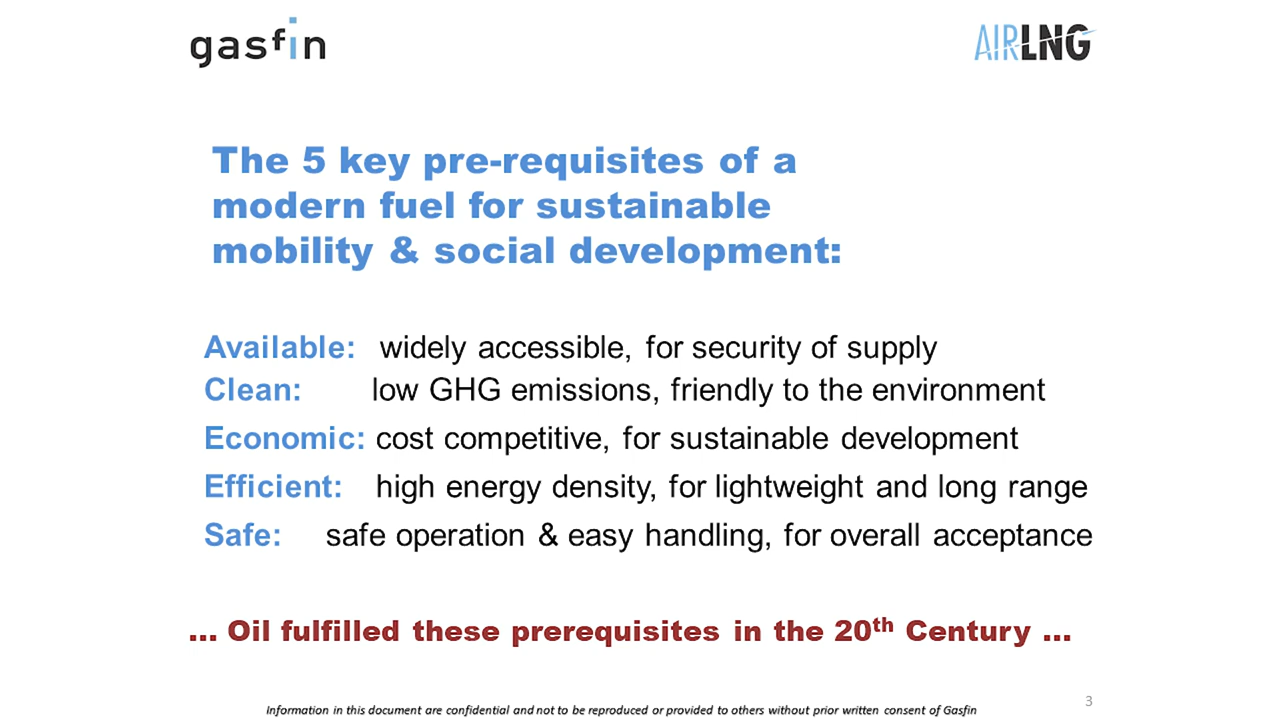 gasfin
AIRLNG
The 5 key pre-requisites of a
modern fuel for sustainable
mobility & social development:
Available: widely accessible, for security of supply
Clean: low GHG emissions, friendly to the environment
Economic: cost competitive, for sustainable development
Efficient: high energy density, for lightweight and long range
Safe: safe operation & easy handling, for overall acceptance
... Oil fulfilled these prerequisites in the 20th Century ...
3
Information in this document are confidential and not to be reproduced or provided to others without prior written consent of Gasfin